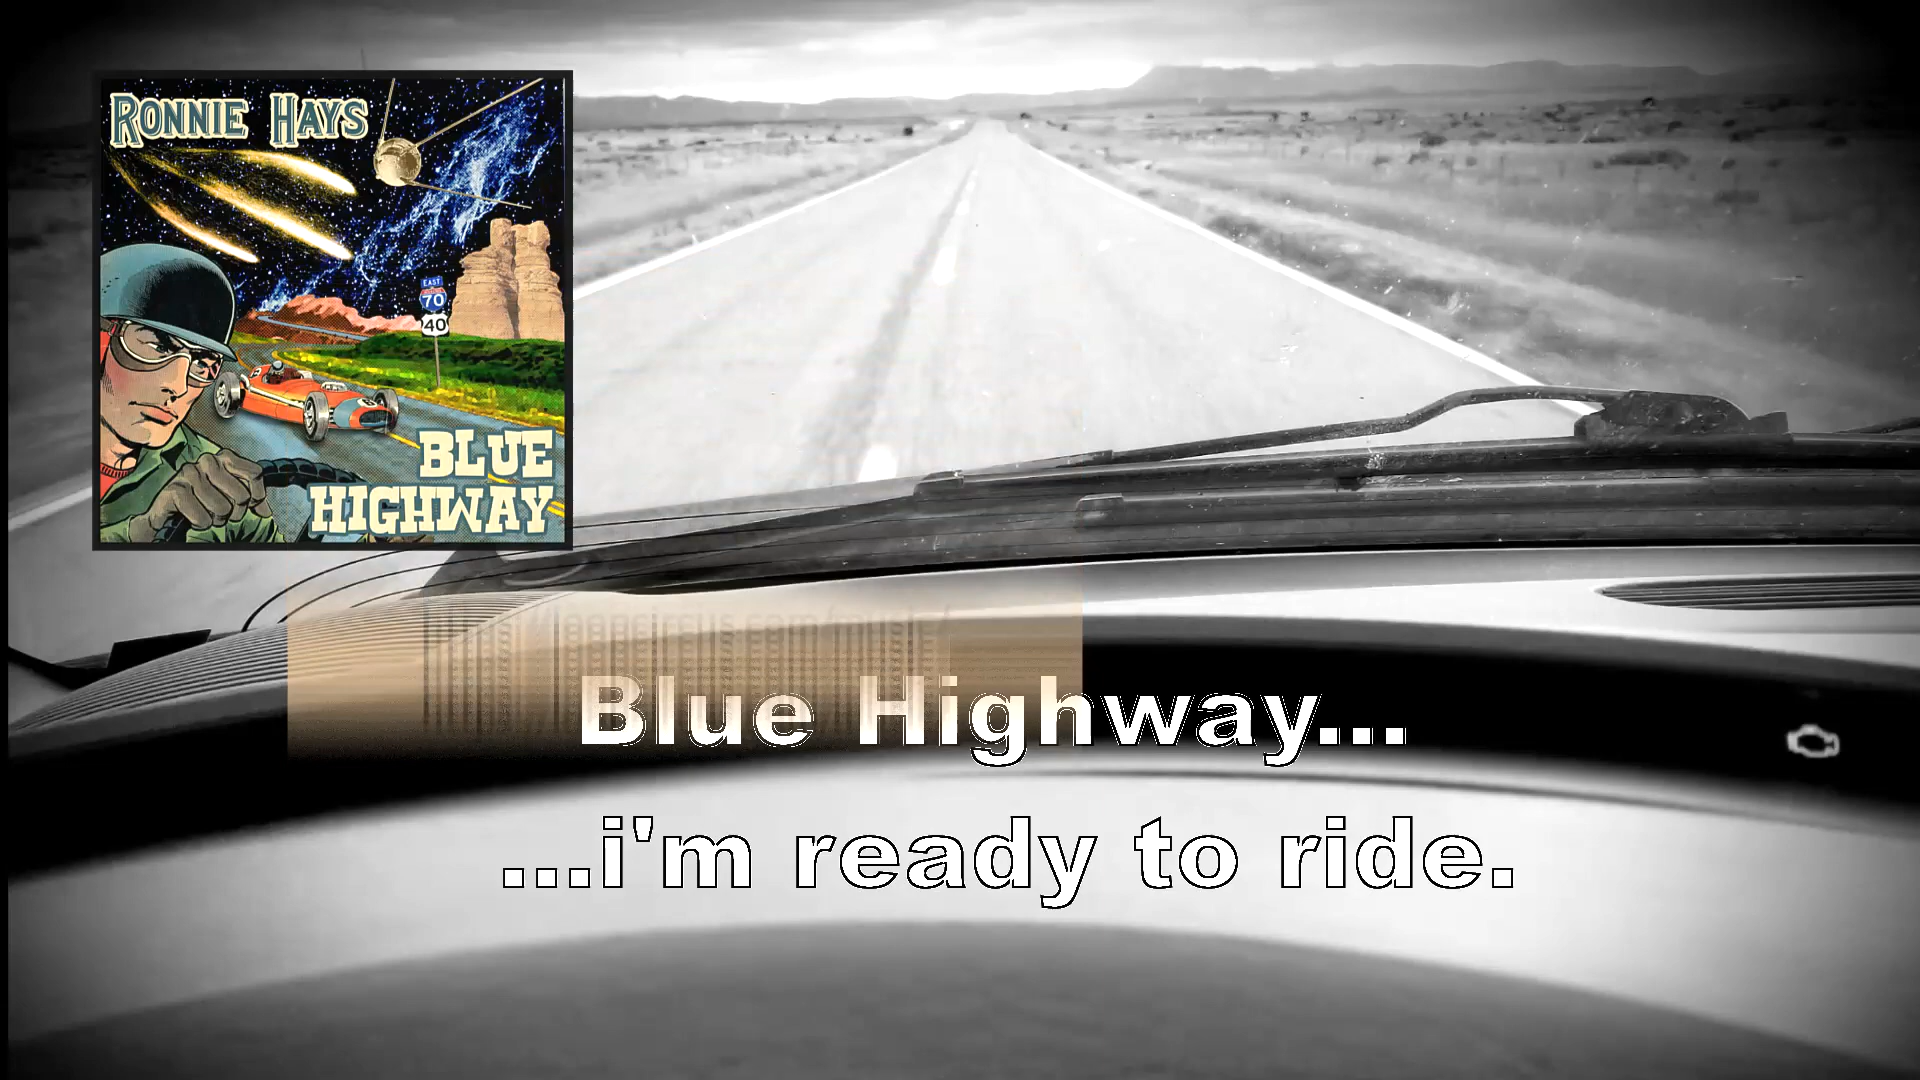 RONNIE HAYS
EAST
70
40
BLUE
HIGHWAY
Blue Highway...
...i'm ready to ride.